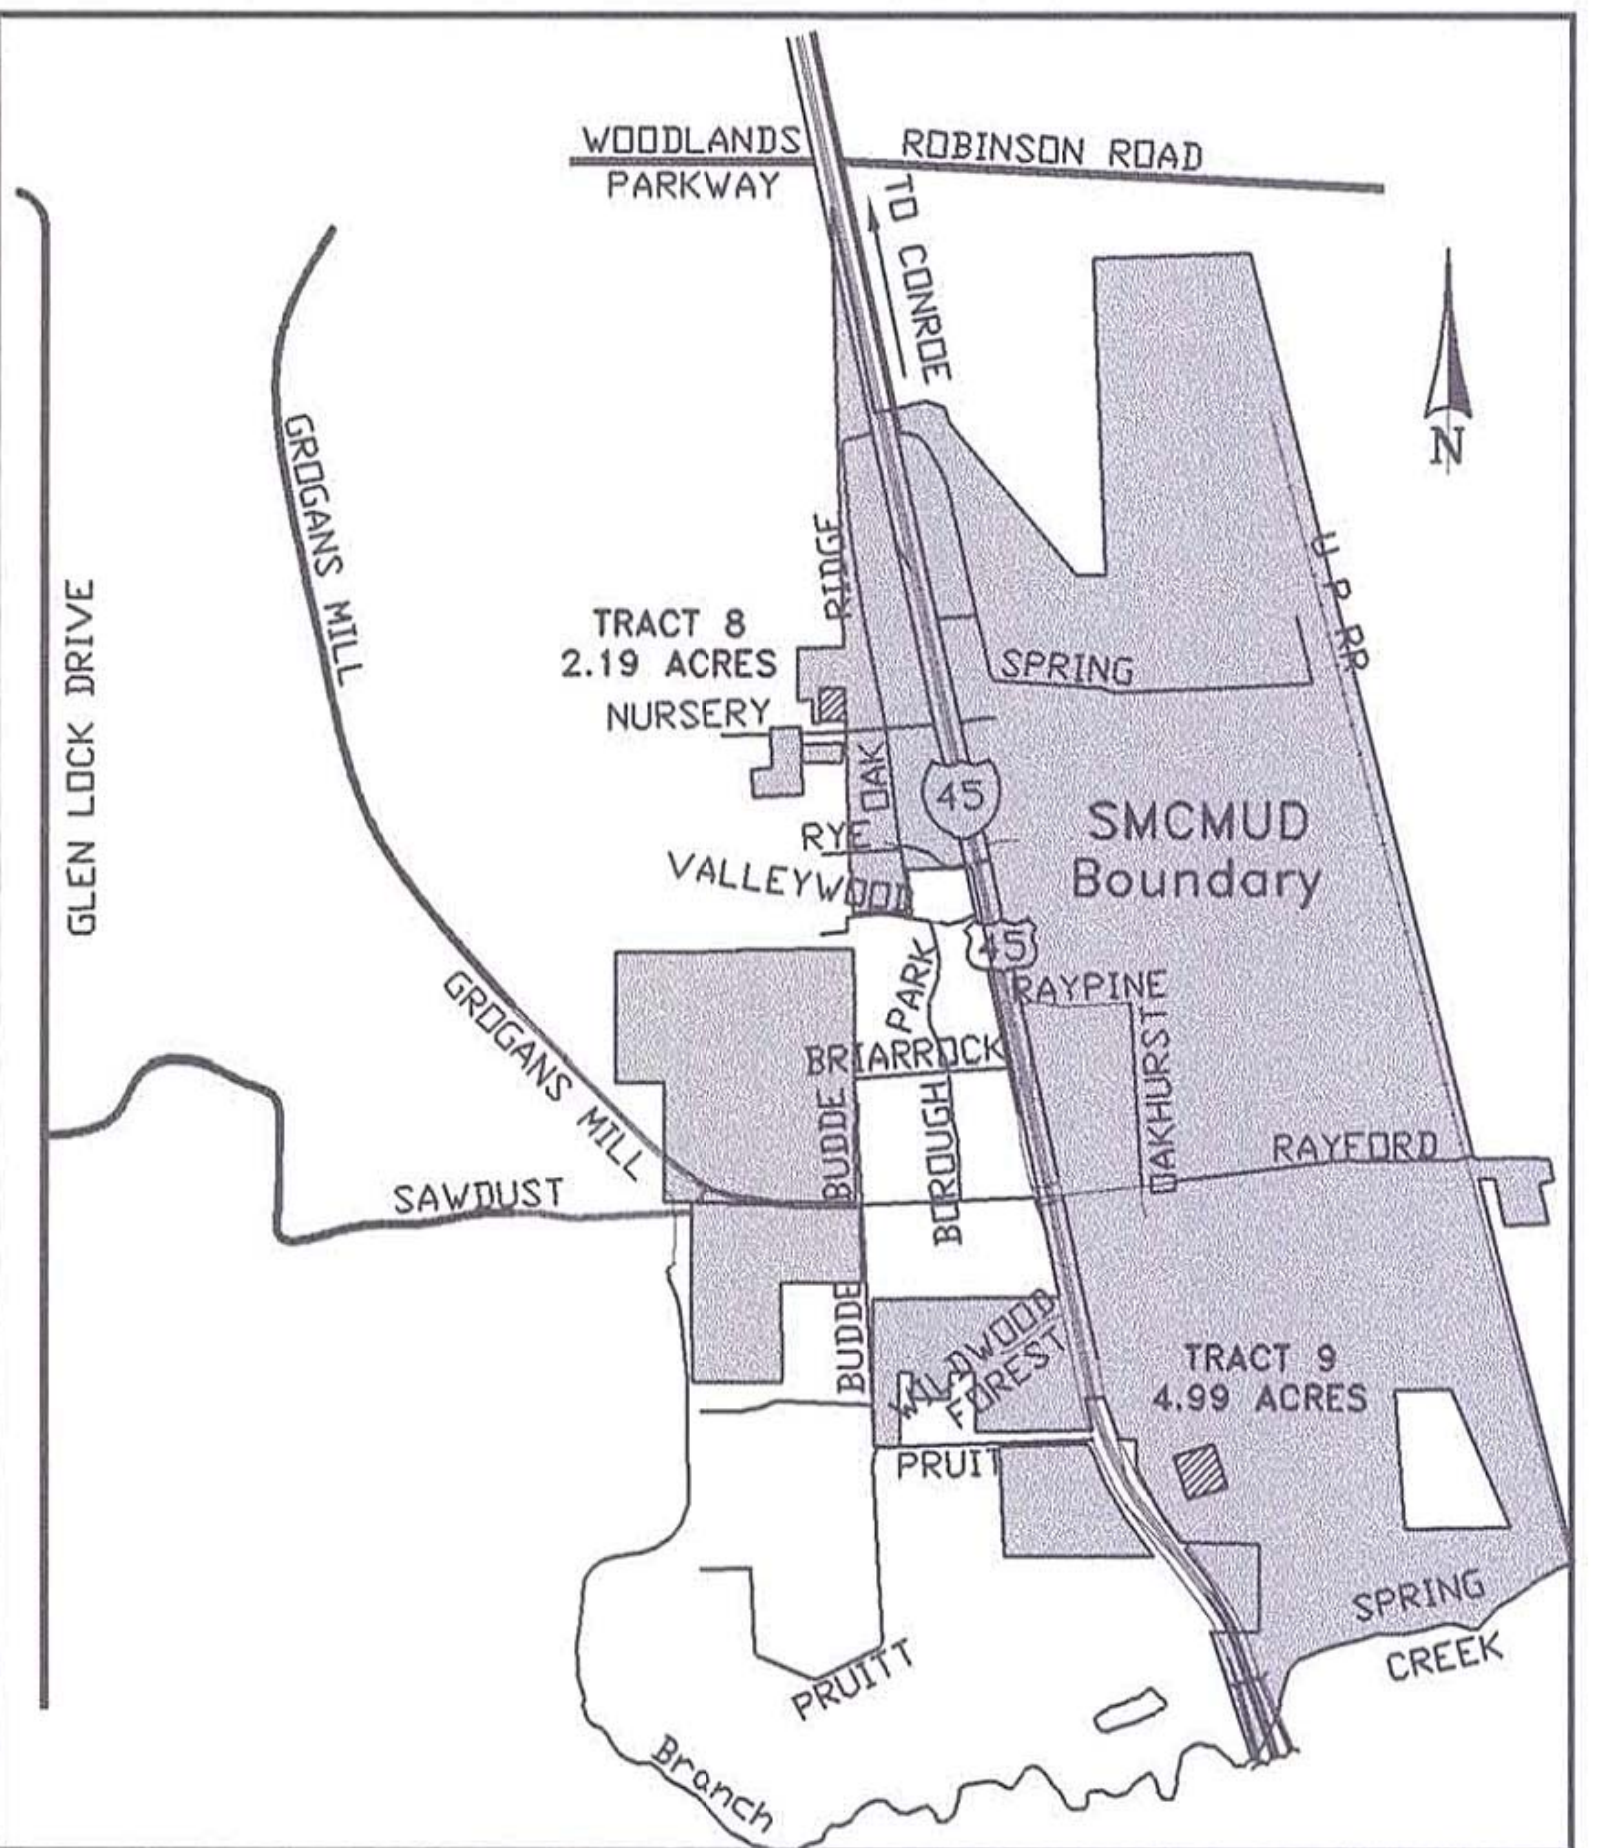 WOODLANDS
PARKWAY
ROBINSON ROAD
TO CONROE
N
GROGANS MILL
GLEN LOCK DRIVE
RIDGE
U P RR
TRACT 8
2.19 ACRES
NURSERY
SPRING
OAK
45
SMCMUD
Boundary
RYE
VALLEYWOOD
45
PARK
RAYPINE
GROGANS MILL
BRIARROCK
OAKHURST
BUDDE
BOROUGH
RAYFORD
SAWDUST
BUDDE
WILDWOOD
FOREST
TRACT 9
4.99 ACRES
PRUIT
SPRING
CREEK
PRUITT
Branch